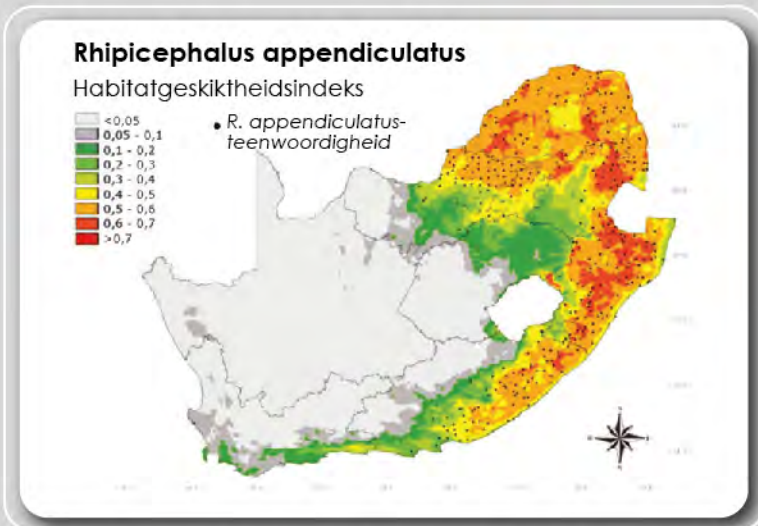 Rhipicephalus appendiculatus
Habitatgeskiktheidsindeks
• R. appendiculatus-
teenwoordigheid
<0,05
0,05 - 0,1
0,1 - 0,2
0,2 - 0,3
0,3 - 0,4
0,4 - 0,5
0,5 - 0,6
0,6 - 0,7
>0,7